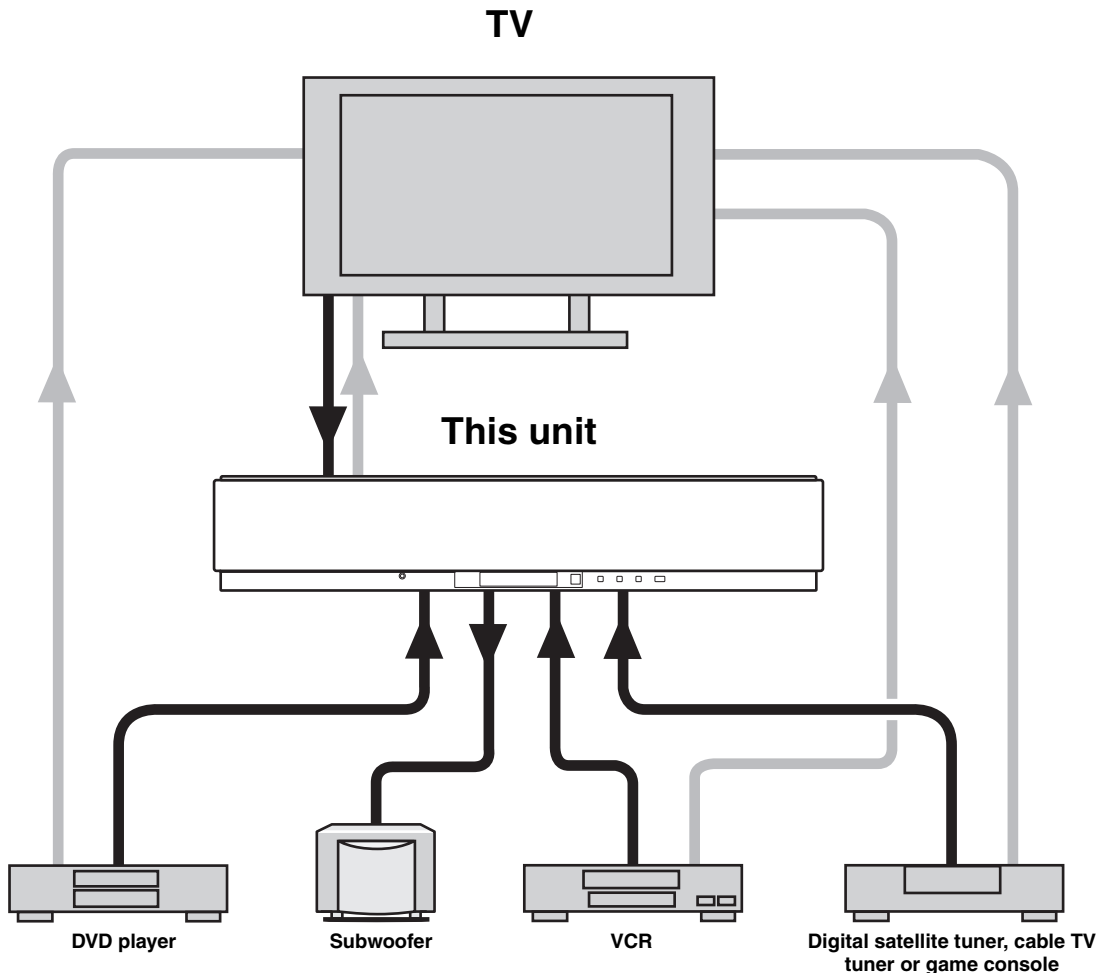 TV
This unit
DVD player
Subwoofer
VCR
Digital satellite tuner, cable TV
tuner or game console